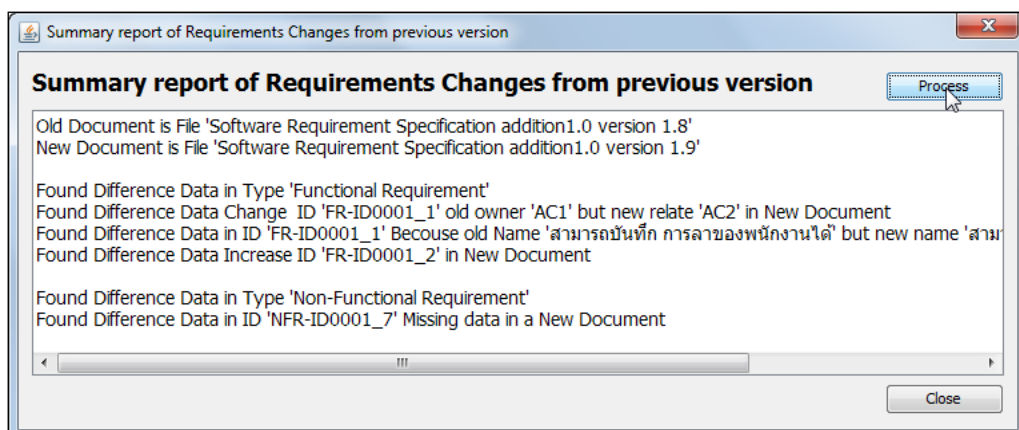 Summary report of Requirements Changes from previous version
Summary report of Requirements Changes from previous version
Process
Old Document is File 'Software Requirement Specification addition1.0 version 1.8'
New Document is File 'Software Requirement Specification addition1.0 version 1.9'
Found Difference Data in Type 'Functional Requirement'
Found Difference Data Change  ID 'FR-ID0001_1' old owner 'AC1' but new relate 'AC2' in New Document
Found Difference Data in ID 'FR-ID0001_1' Becouse old Name 'สามารถบันทึก การลาของพนักงานได้' but new name 'สาม
Found Difference Data Increase ID 'FR-ID0001_2' in New Document
Found Difference Data in Type 'Non-Functional Requirement'
Found Difference Data in ID 'NFR-ID0001_7' Missing data in a New Document
Close